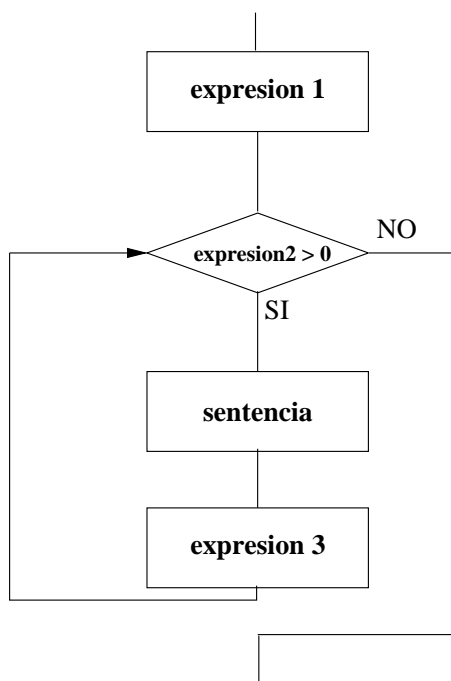 expresion 1
NO
expresion2 > 0
SI
sentencia
expresion 3